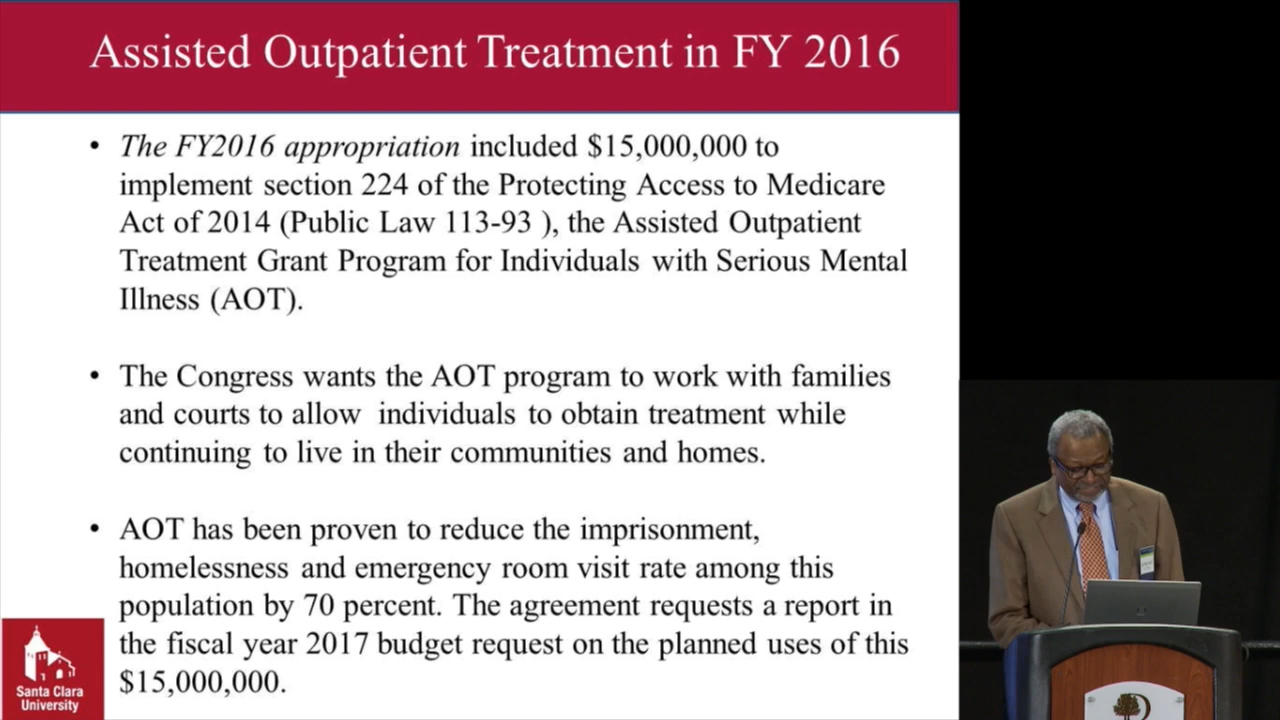 Assisted Outpatient Treatment in FY 2016
• The FY2016 appropriation included $15,000,000 to
implement section 224 of the Protecting Access to Medicare
Act of 2014 (Public Law 113-93 ), the Assisted Outpatient
Treatment Grant Program for Individuals with Serious Mental
Illness (AOT).
• The Congress wants the AOT program to work with families
and courts to allow individuals to obtain treatment while
continuing to live in their communities and homes.
• AOT has been proven to reduce the imprisonment,
homelessness and emergency room visit rate among this
population by 70 percent. The agreement requests a report in
the fiscal year 2017 budget request on the planned uses of this
$15,000,000.
Santa Clara
University